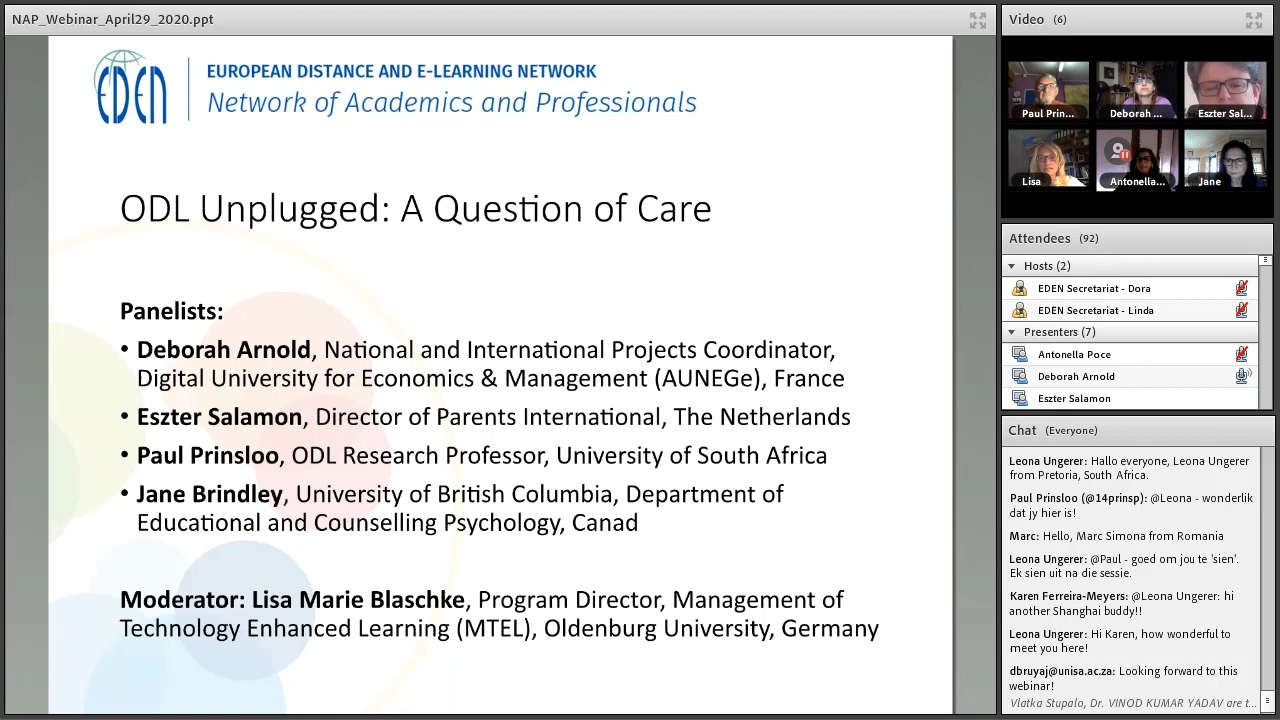 NAP_Webinar_April29_2020.ppt
EDEN
EUROPEAN DISTANCE AND E-LEARNING NETWORK
Network of Academics and Professionals
ODL Unplugged: A Question of Care
Panelists:
• Deborah Arnold, National and International Projects Coordinator,
Digital University for Economics & Management (AUNEGe), France
• Eszter Salamon, Director of Parents International, The Netherlands
• Paul Prinsloo, ODL Research Professor, University of South Africa
• Jane Brindley, University of British Columbia, Department of
Educational and Counselling Psychology, Canad
Moderator: Lisa Marie Blaschke, Program Director, Management of
Technology Enhanced Learning (MTEL), Oldenburg University, Germany
Video (6)
Paul Prin...
Deborah ...
Eszter Sal...
Lisa
Antonella...
Jane
Attendees (92)
Hosts (2)
EDEN Secretariat - Dora
EDEN Secretariat - Linda
Presenters (7)
Antonella Poce
Deborah Arnold
Eszter Salamon
Chat (Everyone)
Leona Ungerer: Hallo everyone, Leona Ungerer
from Pretoria, South Africa.
Paul Prinsloo (@14prinsp): @Leona - wonderlik
dat jy hier is!
Marc: Hello, Marc Simona from Romania
Leona Ungerer: @Paul - goed om jou te 'sien'.
Ek sien uit na die sessie.
Karen Ferreira-Meyers: @Leona Ungerer: hi
another Shanghai buddy!!
Leona Ungerer: Hi Karen, how wonderful to
meet you here!
dbruyaj@unisa.ac.za: Looking forward to this
webinar!
Vlatka Stupalo, Dr. VINOD KUMAR YADAV are t...